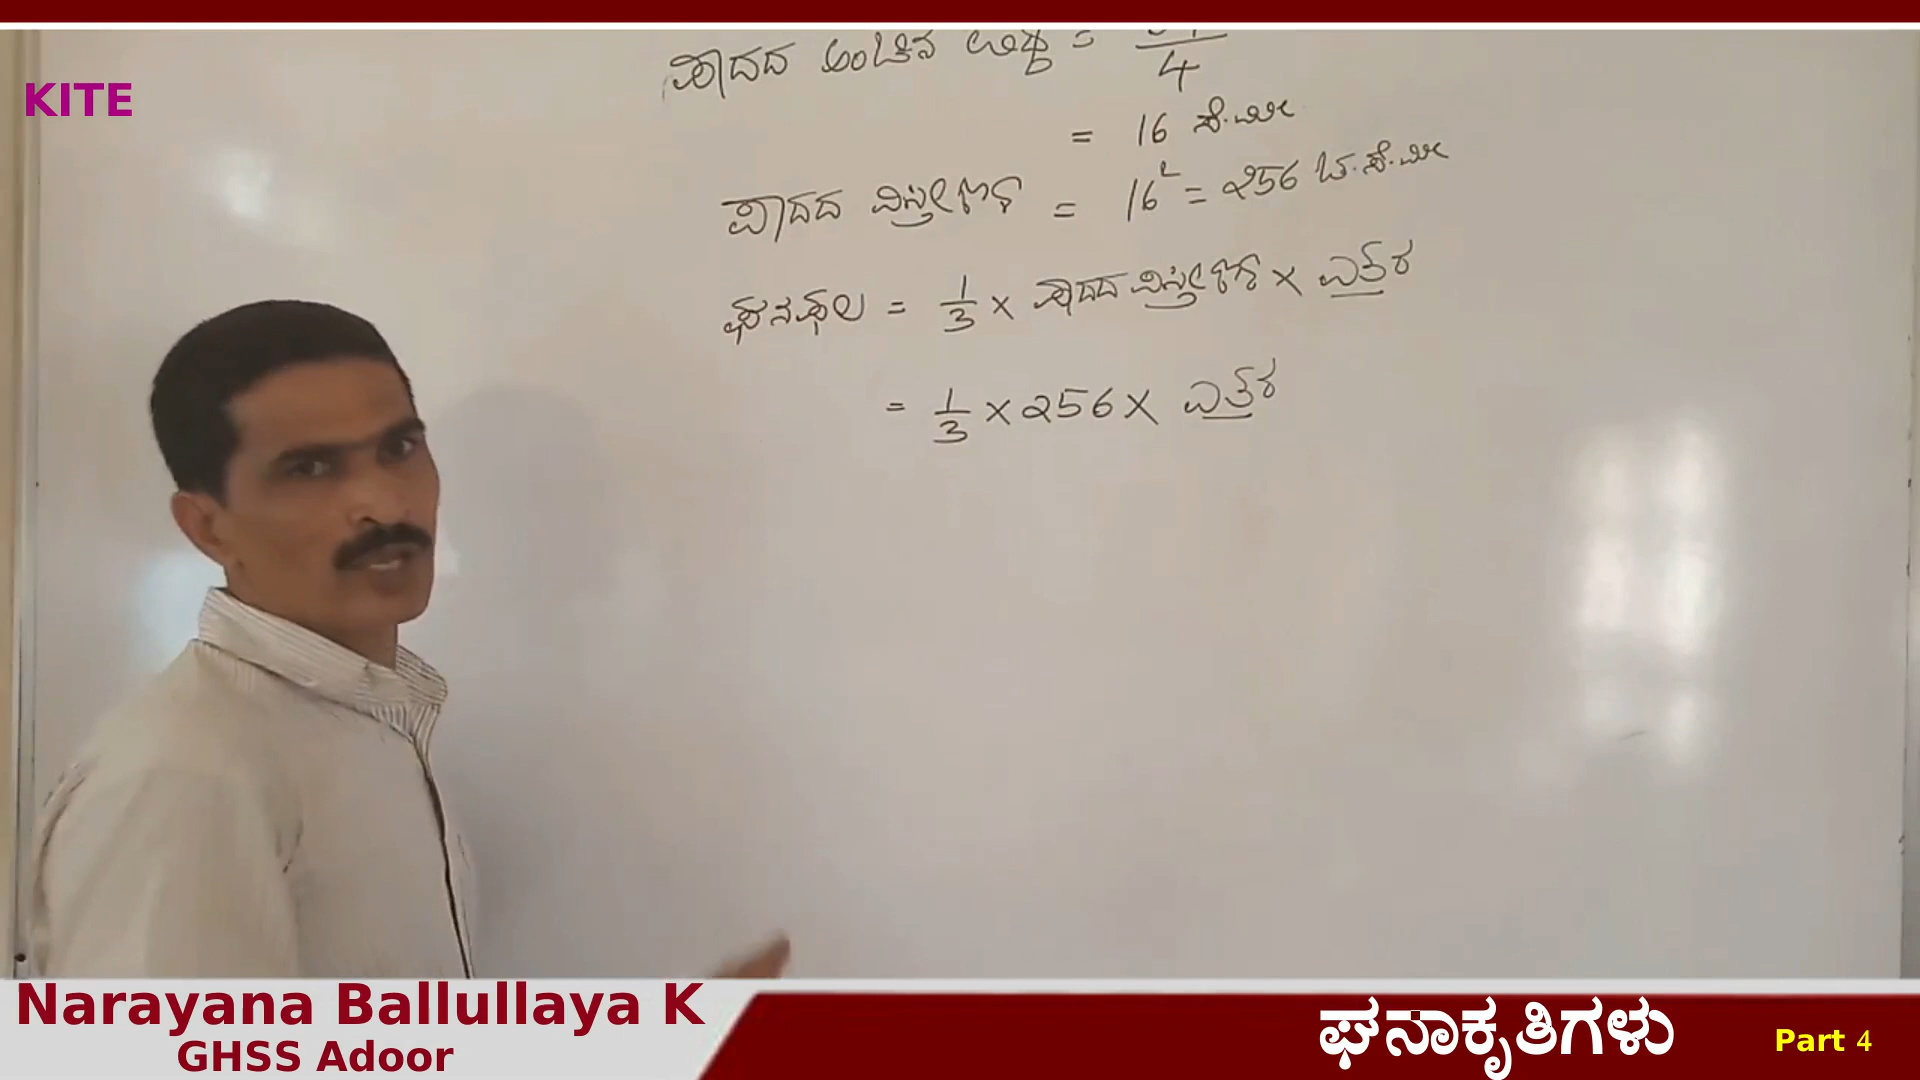 ಪಾದದ ಅಂಚಿನ ಉದ್ದ = 64/4
KITE
= 16 ಸೆ.ಮೀ
ಪಾದದ ವಿಸ್ತೀರ್ಣ = 16² = 256 ಚ.ಸೆ.ಮೀ
ಘನಫಲ = 1/3 × ಪಾದದ ವಿಸ್ತೀರ್ಣ × ಎತ್ತರ
= 1/3 × 256 × ಎತ್ತರ
Narayana Ballullaya K
GHSS Adoor
ಘನಾಕೃತಿಗಳು
Part 4